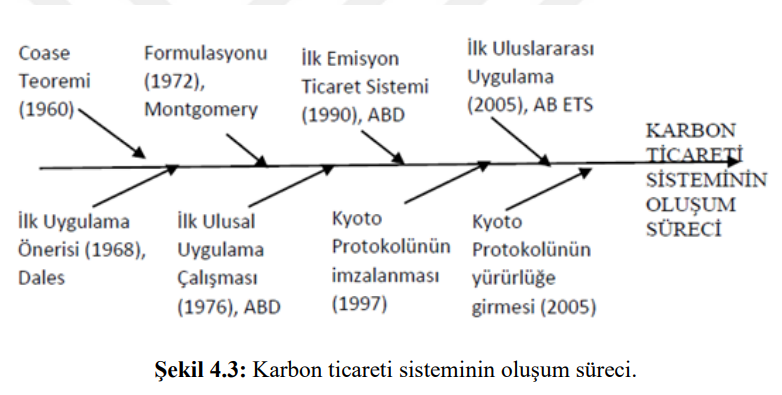 Coase
Teoremi
(1960)
Formulasyonu
(1972),
Montgomery
İlk Emisyon
Ticaret Sistemi
(1990), ABD
İlk Uluslararası
Uygulama
(2005), AB ETS
KARBON
TİCARETİ
SİSTEMİNİN
OLUŞUM
SÜRECİ
İlk Uygulama
Önerisi (1968),
Dales
İlk Ulusal
Uygulama
Çalışması
(1976), ABD
Kyoto
Protokolünün
imzalanması
(1997)
Kyoto
Protokolünün
yürürlüğe
girmesi (2005)
Şekil 4.3: Karbon ticareti sisteminin oluşum süreci.